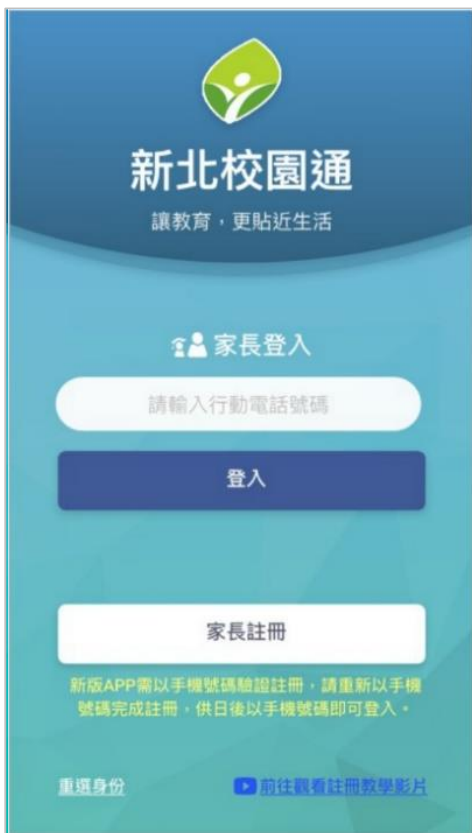 新北校園通
讓教育，更貼近生活
家長登入
請輸入行動電話號碼
登入
家長註冊
新版APP需以手機號碼驗證註冊，請重新以手機
號碼完成註冊，供日後以手機號碼即可登入。
重選身份
前往觀看註冊教學影片